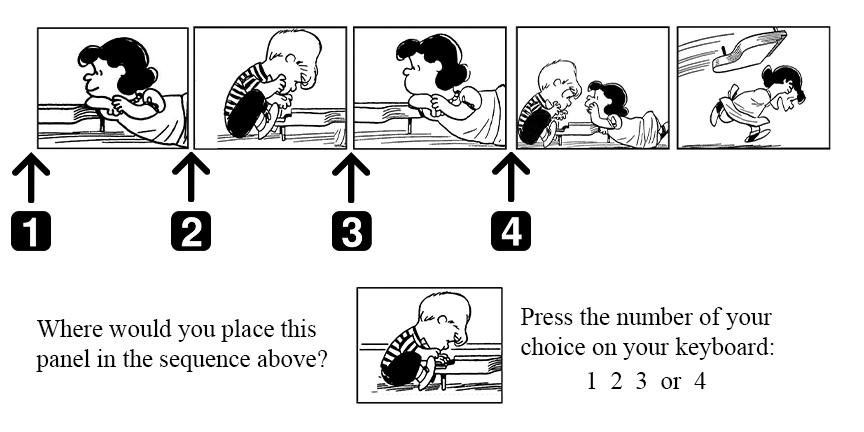 1
2
3
4
Where would you place this
panel in the sequence above?
Press the number of your
choice on your keyboard:
1 2 3 or 4